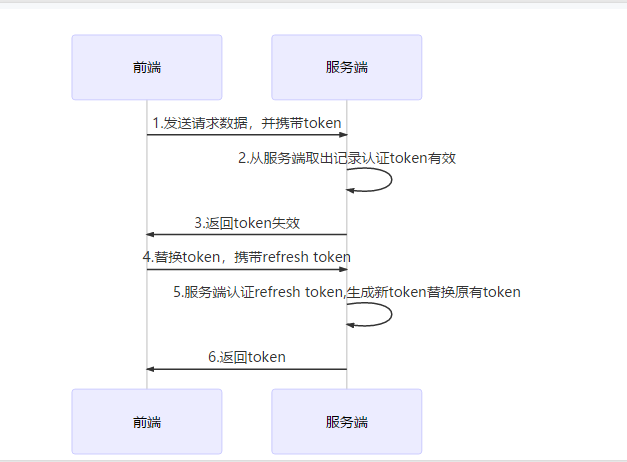 前端
服务端
1.发送请求数据，并携带token
2.从服务端取出记录认证token有效
3.返回token失效
4.替换token，携带refresh token
5.服务端认证refresh token,生成新token替换原有token
6.返回token
前端
服务端